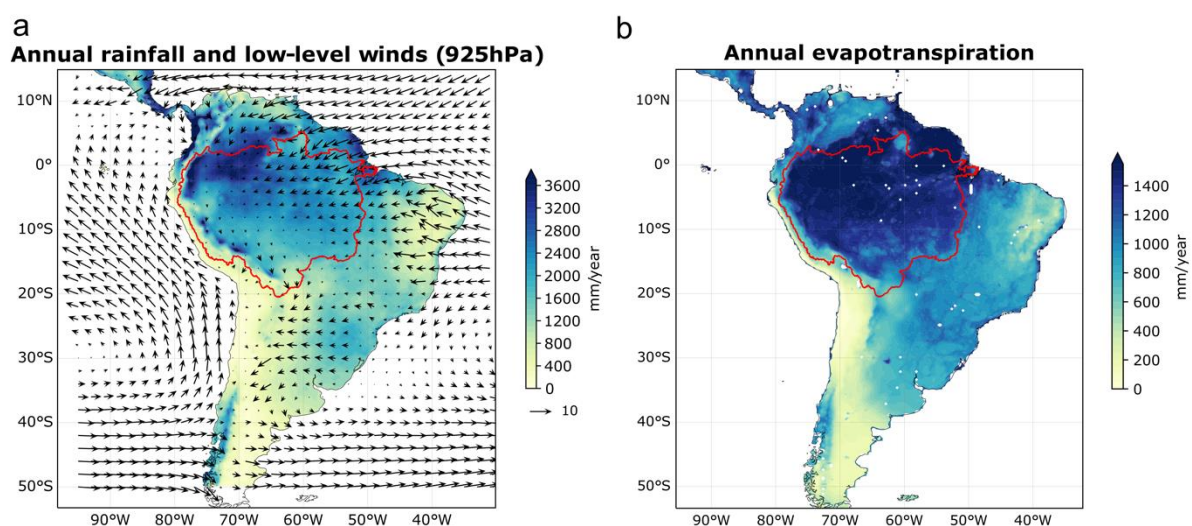 a
Annual rainfall and low-level winds (925hPa)
10°N
0°
10°S
20°S
30°S
40°S
50°S
90°W 80°W 70°W 60°W 50°W 40°W
3600
3200
2800
2400
2000
1600
1200
800
400
0
mm/year
10
b
Annual evapotranspiration
10°N
0°
10°S
20°S
30°S
40°S
50°S
90°W 80°W 70°W 60°W 50°W 40°W
1400
1200
1000
800
600
400
200
0
mm/year